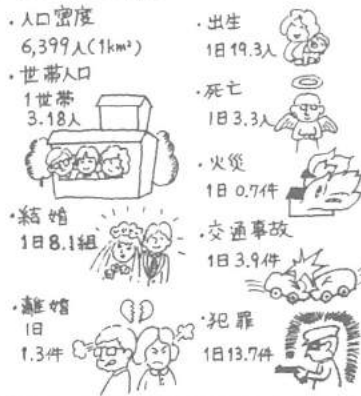 ・人口密度
6,399人(1km²)
・世帯人口
1世帯
3.18人
・結婚
1日8.1組
・離婚
1日
1.3件
・出生
1日19.3人
・死亡
1日3.3人
・火災
1日0.7件
・交通事故
1日3.9件
・犯罪
1日13.7件